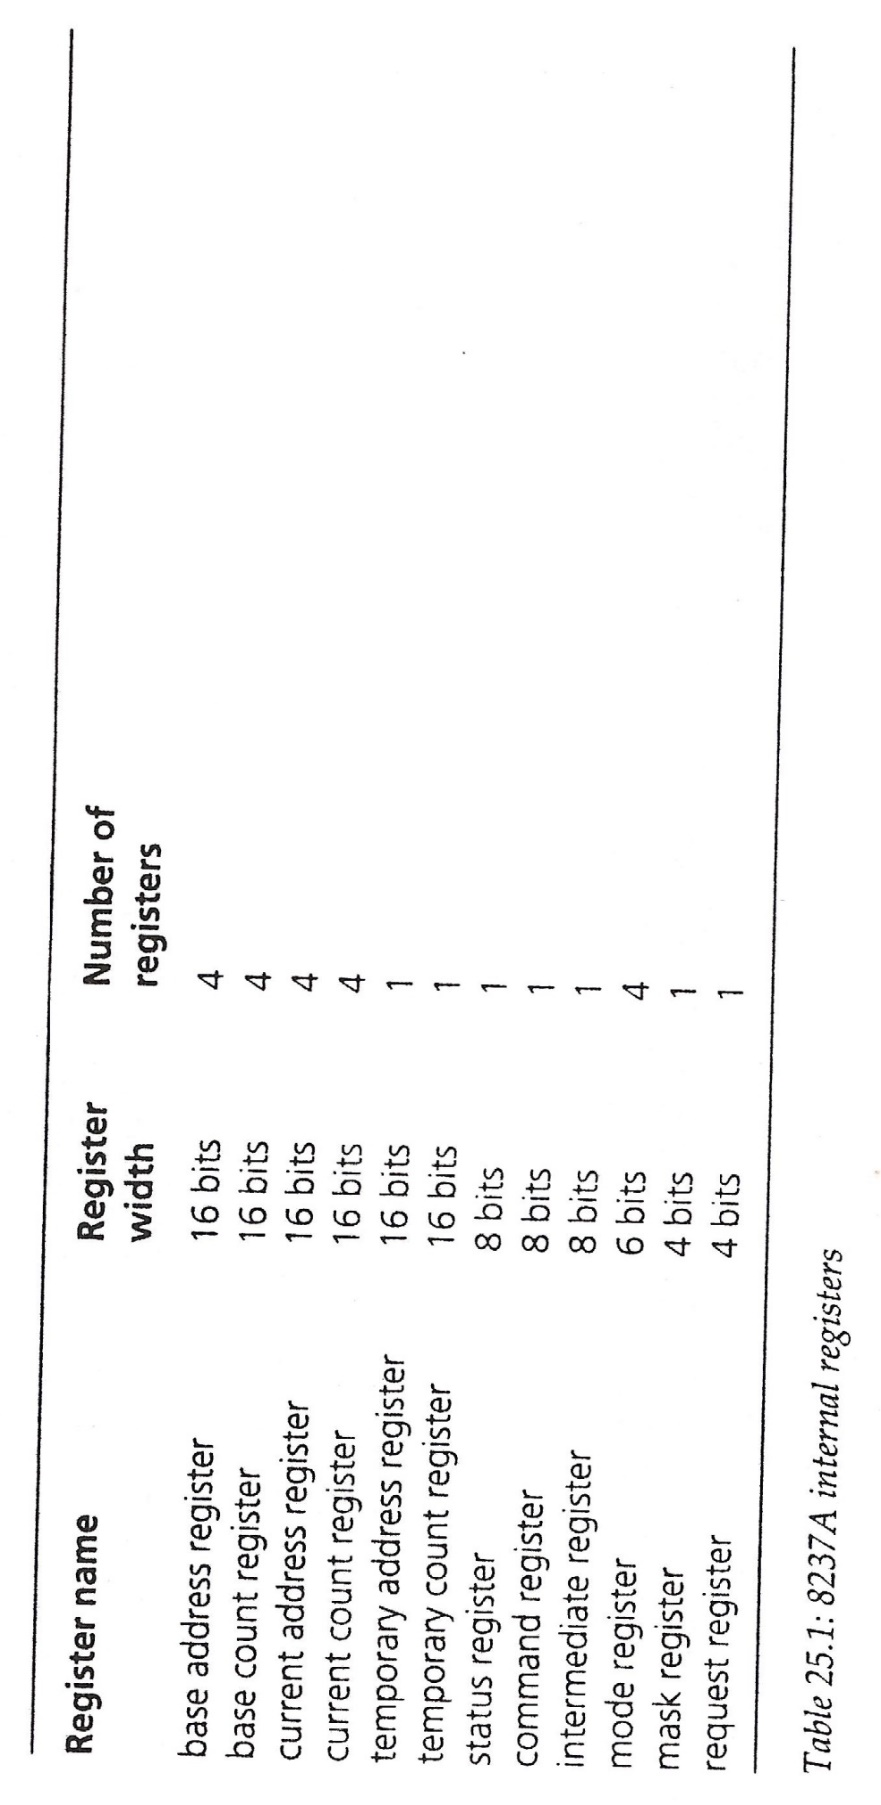 Register name Register Number of
width registers
base address register 16 bits 4
base count register 16 bits 4
current address register 16 bits 4
current count register 16 bits 4
temporary address register 16 bits 1
temporary count register 16 bits 1
status register 8 bits 1
command register 8 bits 1
intermediate register 8 bits 1
mode register 6 bits 4
mask register 4 bits 1
request register 4 bits 1
Table 25.1: 8237A internal registers